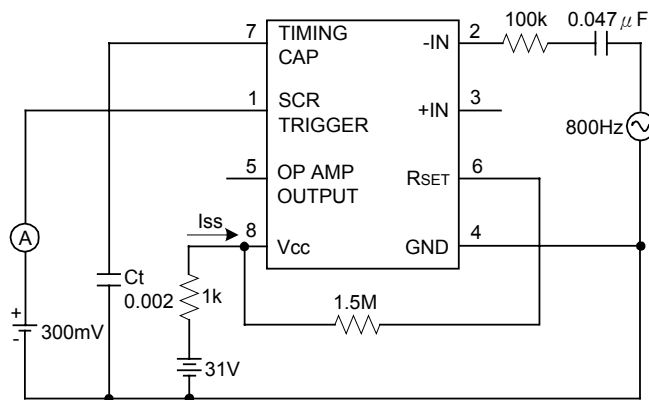 7
TIMING
CAP
-IN
2
100k
0.047μF
1
SCR
TRIGGER
+IN
3
800Hz
5
OP AMP
OUTPUT
RSET
6
A
Iss
8
Vcc
GND
4
Ct
0.002
1k
1.5M
+
-
300mV
31V